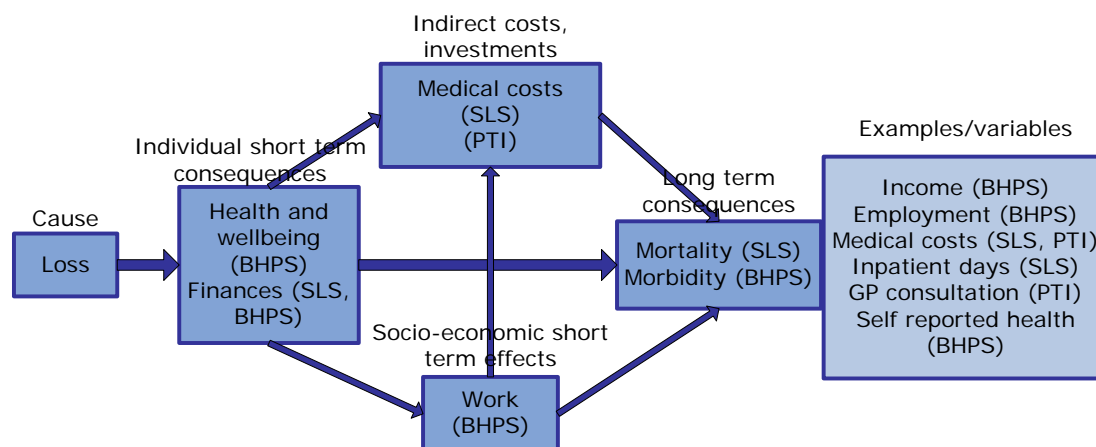 Indirect costs,
investments
Medical costs
(SLS)
(PTI)
Individual short term
consequences
Health and
wellbeing
(BHPS)
Finances (SLS,
BHPS)
Cause
Loss
Socio-economic short
term effects
Work
(BHPS)
Long term
consequences
Mortality (SLS)
Morbidity (BHPS)
Examples/variables
Income (BHPS)
Employment (BHPS)
Medical costs (SLS, PTI)
Inpatient days (SLS)
GP consultation (PTI)
Self reported health
(BHPS)